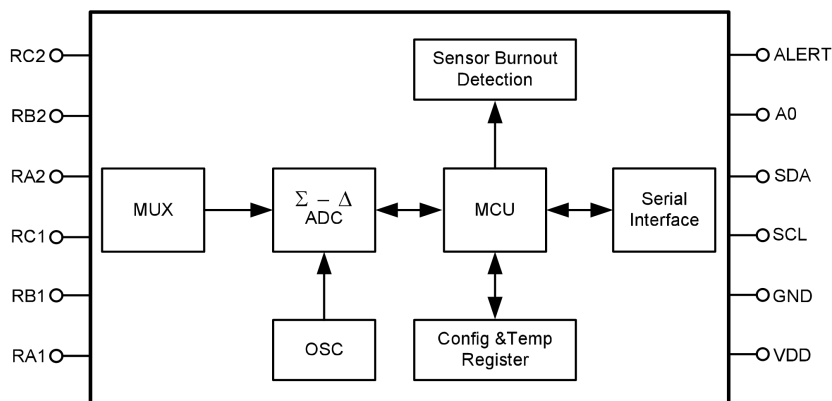 RC2
RB2
RA2
RC1
RB1
RA1
Sensor Burnout
Detection
MUX
Σ – Δ
ADC
MCU
Serial
Interface
OSC
Config &Temp
Register
ALERT
A0
SDA
SCL
GND
VDD